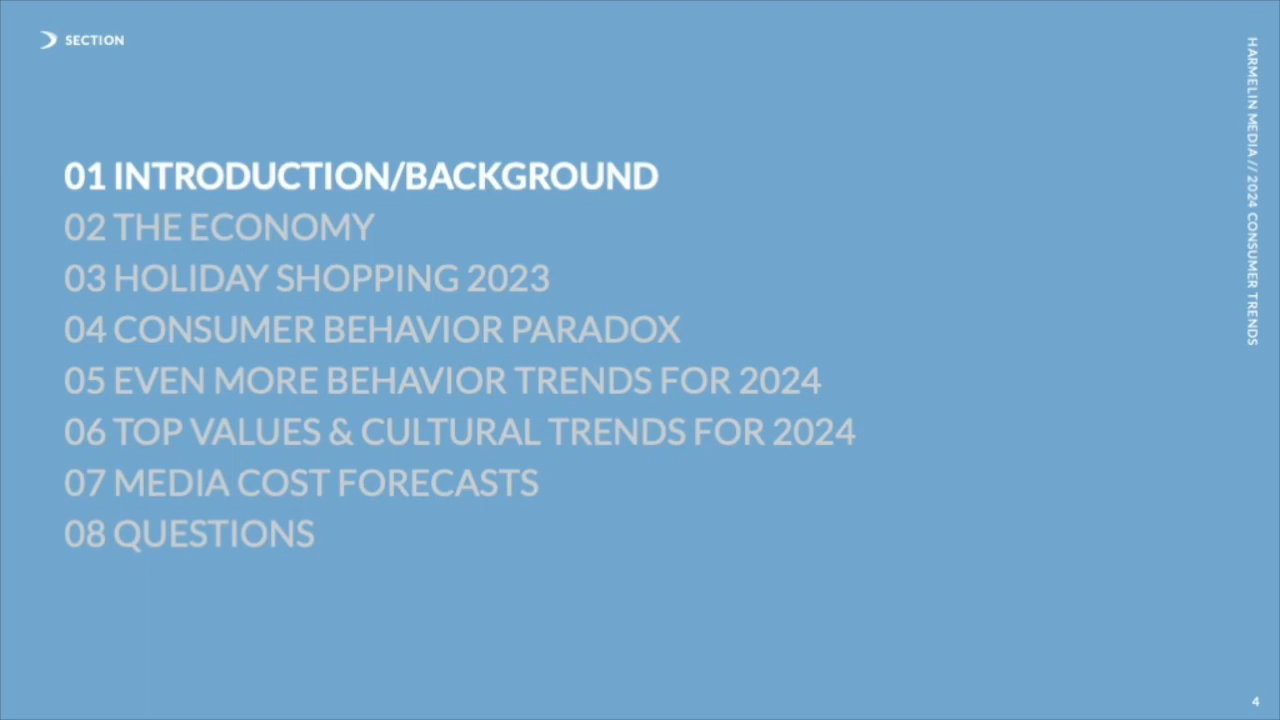 SECTION
HARMELIN MEDIA // 2024 CONSUMER TRENDS
01 INTRODUCTION/BACKGROUND
02 THE ECONOMY
03 HOLIDAY SHOPPING 2023
04 CONSUMER BEHAVIOR PARADOX
05 EVEN MORE BEHAVIOR TRENDS FOR 2024
06 TOP VALUES & CULTURAL TRENDS FOR 2024
07 MEDIA COST FORECASTS
08 QUESTIONS
4